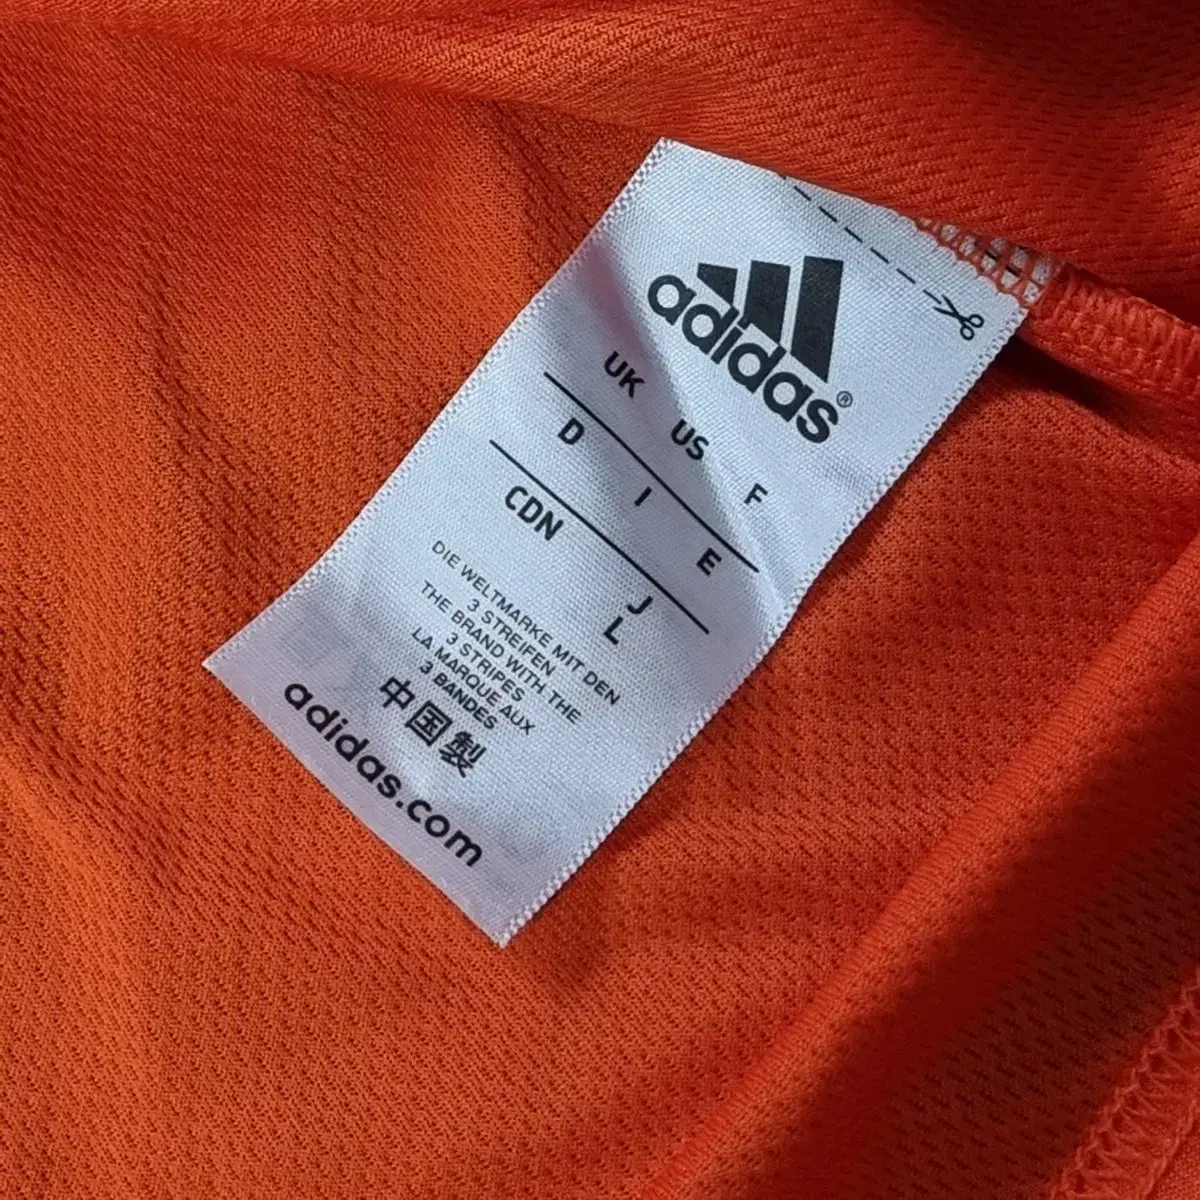 adidas®
UK US F
D I E
CDN J
L
DIE WELTMARKE MIT DEN
3 STREIFEN
THE BRAND WITH THE
3 STRIPES
LA MARQUE AUX
3 BANDES
中国製
adidas.com